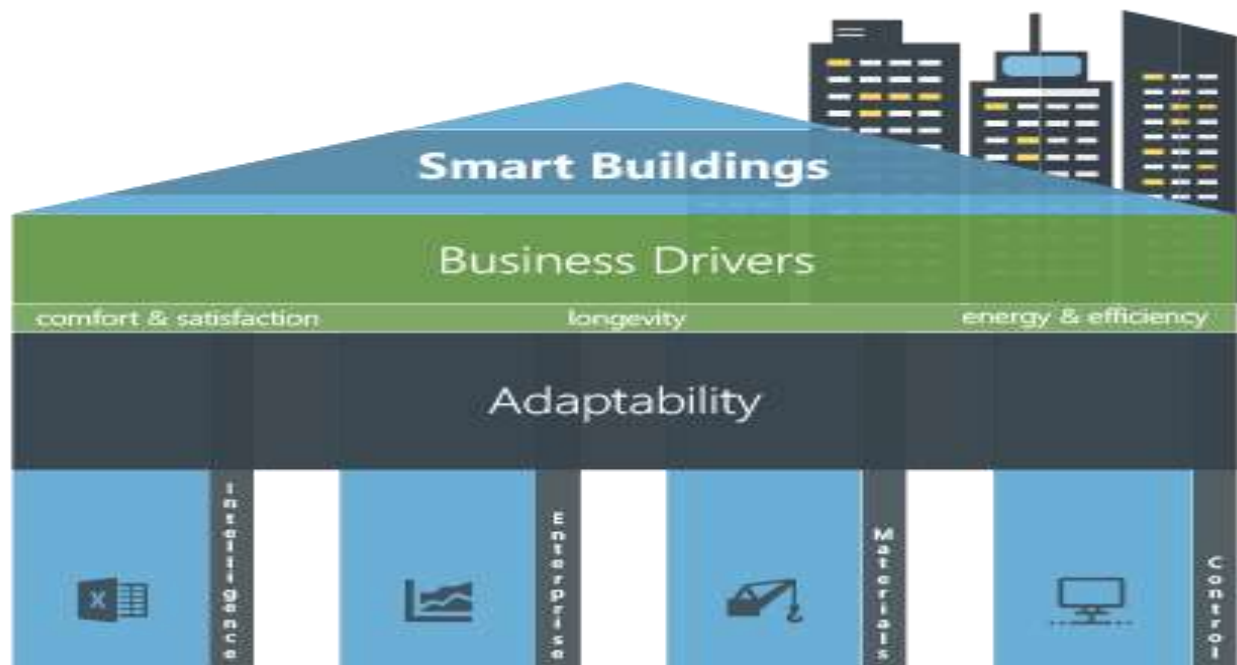 Smart Buildings
Business Drivers
comfort & satisfaction longevity energy & efficiency
Adaptability
Intelligence
Enterprise
Materials
Control
X